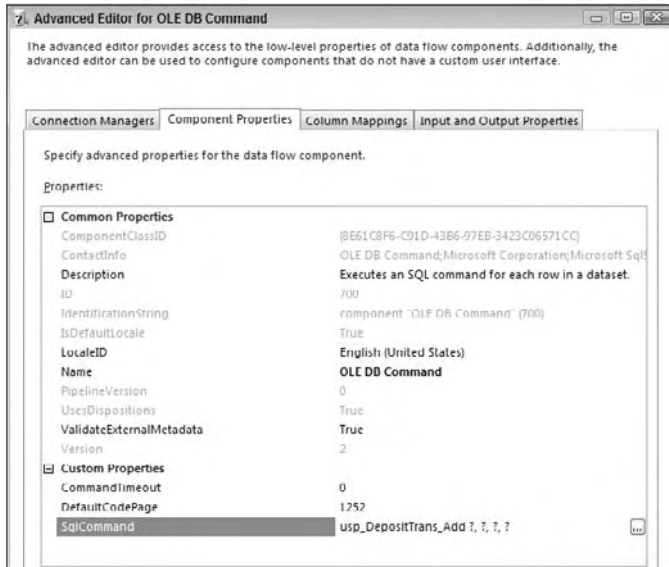 Advanced Editor for OLE DB Command
The advanced editor provides access to the low-level properties of data flow components. Additionally, the
advanced editor can be used to configure components that do not have a custom user interface.
Connection Managers Component Properties Column Mappings Input and Output Properties
Specify advanced properties for the data flow component.
Properties:
Common Properties
ComponentClassID {8E61C8F6-C91D-43B6-97EB-3423C06571CC}
ContactInfo OLE DB Command;Microsoft Corporation;Microsoft SqlS
Description Executes an SQL command for each row in a dataset.
ID 700
IdentificationString component "OLE DB Command" (700)
IsDefaultLocale True
LocaleID English (United States)
Name OLE DB Command
PipelineVersion 0
UsesDispositions True
ValidateExternalMetadata True
Version 2
Custom Properties
CommandTimeout 0
DefaultCodePage 1252
SqlCommand usp_DepositTrans_Add ?, ?, ?, ? ...